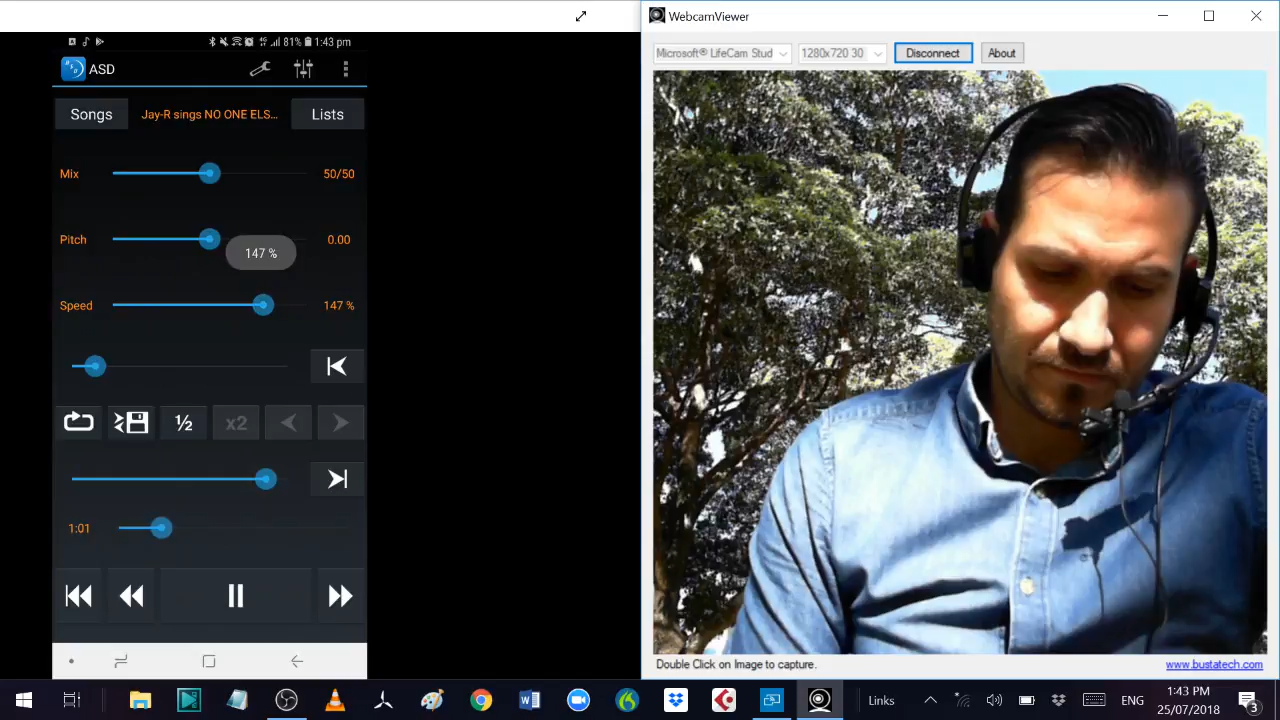 WebcamViewer
81% 1:43 pm
Microsoft® LifeCam Stud
1280x720 30
Disconnect
About
ASD
Songs
Jay-R sings NO ONE ELS...
Lists
Mix
50/50
Pitch
0.00
147 %
Speed
147 %
½
x2
1:01
Double Click on Image to capture.
www.bustatech.com
Links
ENG
1:43 PM
25/07/2018
3